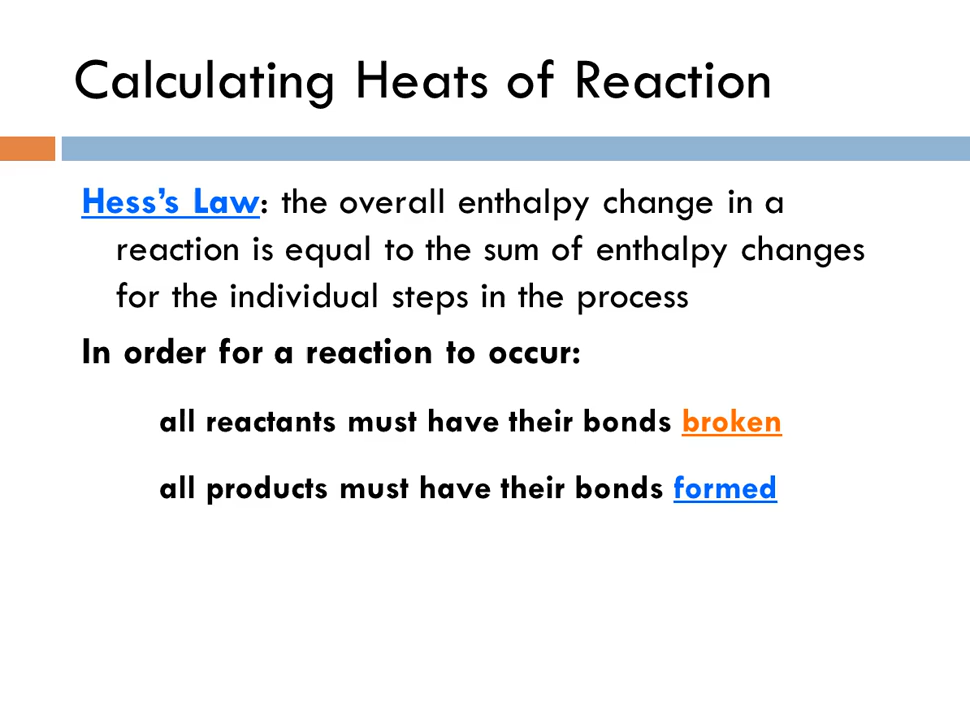 Calculating Heats of Reaction
Hess’s Law: the overall enthalpy change in a
reaction is equal to the sum of enthalpy changes
for the individual steps in the process
In order for a reaction to occur:
all reactants must have their bonds broken
all products must have their bonds formed